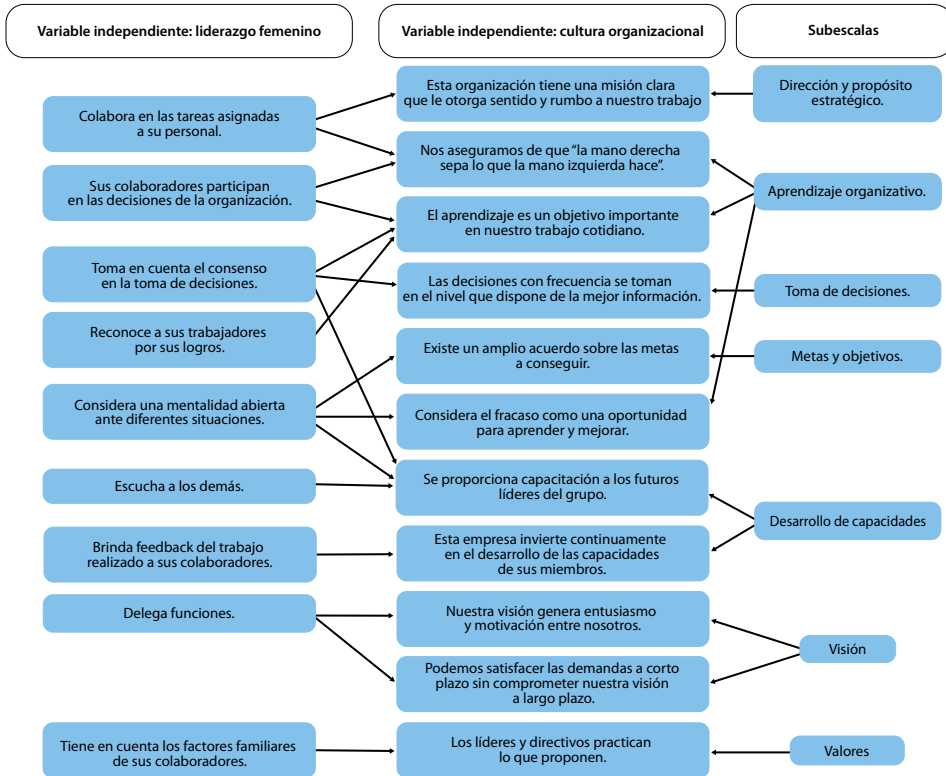 Variable independiente: liderazgo femenino
Variable independiente: cultura organizacional
Subescalas
Colabora en las tareas asignadas
a su personal.
Sus colaboradores participan
en las decisiones de la organización.
Toma en cuenta el consenso
en la toma de decisiones.
Reconoce a sus trabajadores
por sus logros.
Considera una mentalidad abierta
ante diferentes situaciones.
Escucha a los demás.
Brinda feedback del trabajo
realizado a sus colaboradores.
Delega funciones.
Tiene en cuenta los factores familiares
de sus colaboradores.
Esta organización tiene una misión clara
que le otorga sentido y rumbo a nuestro trabajo
Nos aseguramos de que “la mano derecha
sepa lo que la mano izquierda hace”.
El aprendizaje es un objetivo importante
en nuestro trabajo cotidiano.
Las decisiones con frecuencia se toman
en el nivel que dispone de la mejor información.
Existe un amplio acuerdo sobre las metas
a conseguir.
Considera el fracaso como una oportunidad
para aprender y mejorar.
Se proporciona capacitación a los futuros
líderes del grupo.
Esta empresa invierte continuamente
en el desarrollo de las capacidades
de sus miembros.
Nuestra visión genera entusiasmo
y motivación entre nosotros.
Podemos satisfacer las demandas a corto
plazo sin comprometer nuestra visión
a largo plazo.
Los líderes y directivos practican
lo que proponen.
Dirección y propósito
estratégico.
Aprendizaje organizativo.
Toma de decisiones.
Metas y objetivos.
Desarrollo de capacidades
Visión
Valores